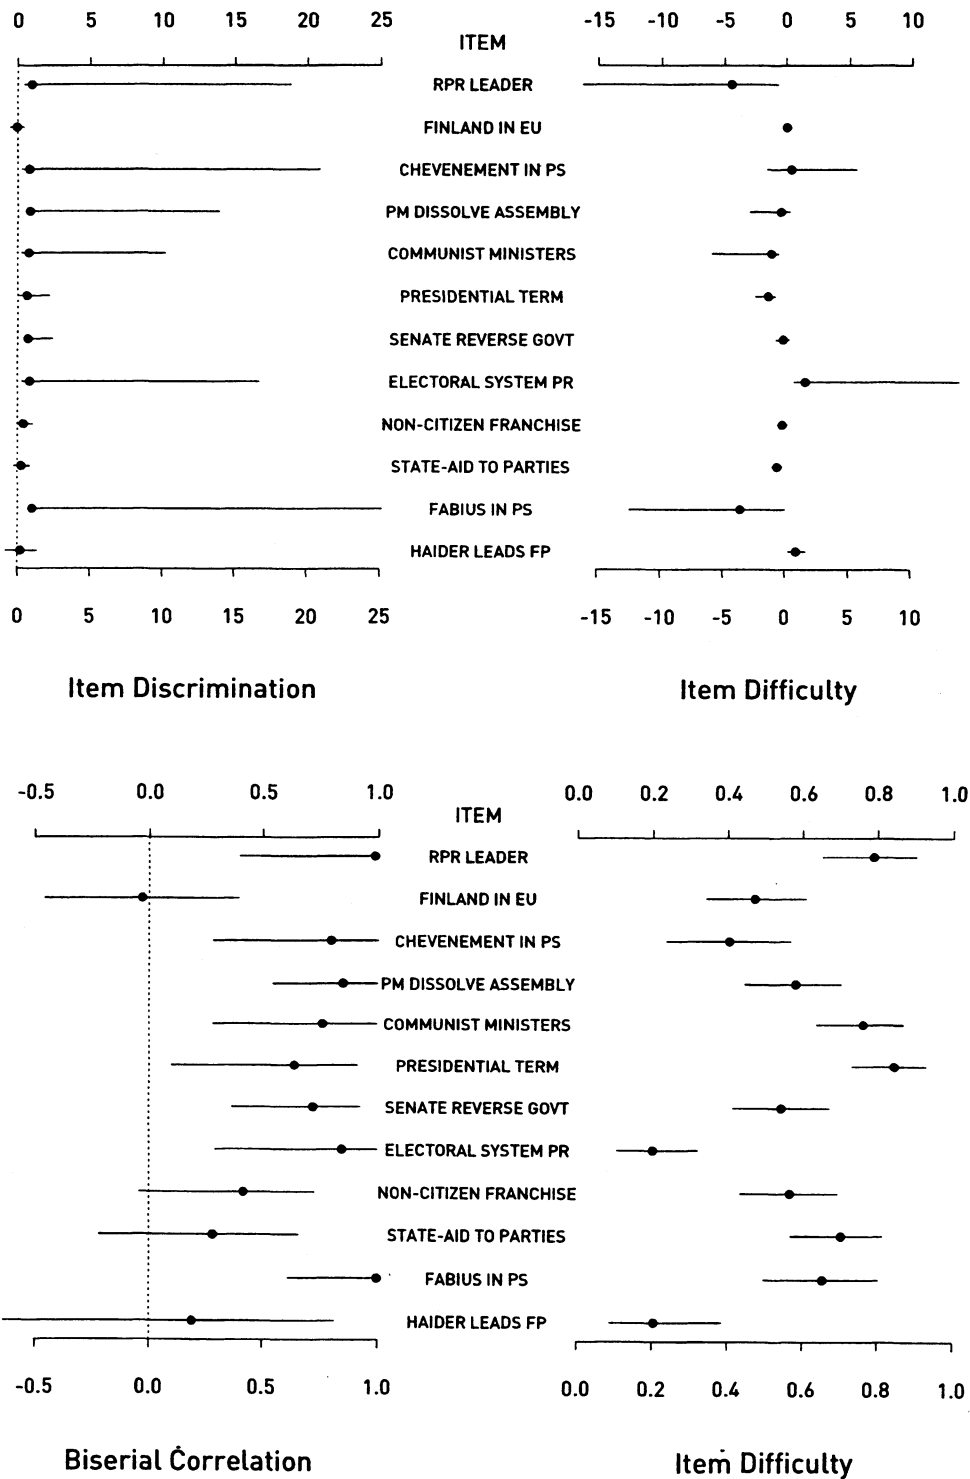 0 5 10 15 20 25 -15 -10 -5 0 5 10
ITEM
RPR LEADER
FINLAND IN EU
CHEVENEMENT IN PS
PM DISSOLVE ASSEMBLY
COMMUNIST MINISTERS
PRESIDENTIAL TERM
SENATE REVERSE GOVT
ELECTORAL SYSTEM PR
NON-CITIZEN FRANCHISE
STATE-AID TO PARTIES
FABIUS IN PS
HAIDER LEADS FP
0 5 10 15 20 25 -15 -10 -5 0 5 10
Item Discrimination Item Difficulty
-0.5 0.0 0.5 1.0 0.0 0.2 0.4 0.6 0.8 1.0
ITEM
RPR LEADER
FINLAND IN EU
CHEVENEMENT IN PS
PM DISSOLVE ASSEMBLY
COMMUNIST MINISTERS
PRESIDENTIAL TERM
SENATE REVERSE GOVT
ELECTORAL SYSTEM PR
NON-CITIZEN FRANCHISE
STATE-AID TO PARTIES
FABIUS IN PS
HAIDER LEADS FP
-0.5 0.0 0.5 1.0 0.0 0.2 0.4 0.6 0.8 1.0
Biserial Correlation Item Difficulty